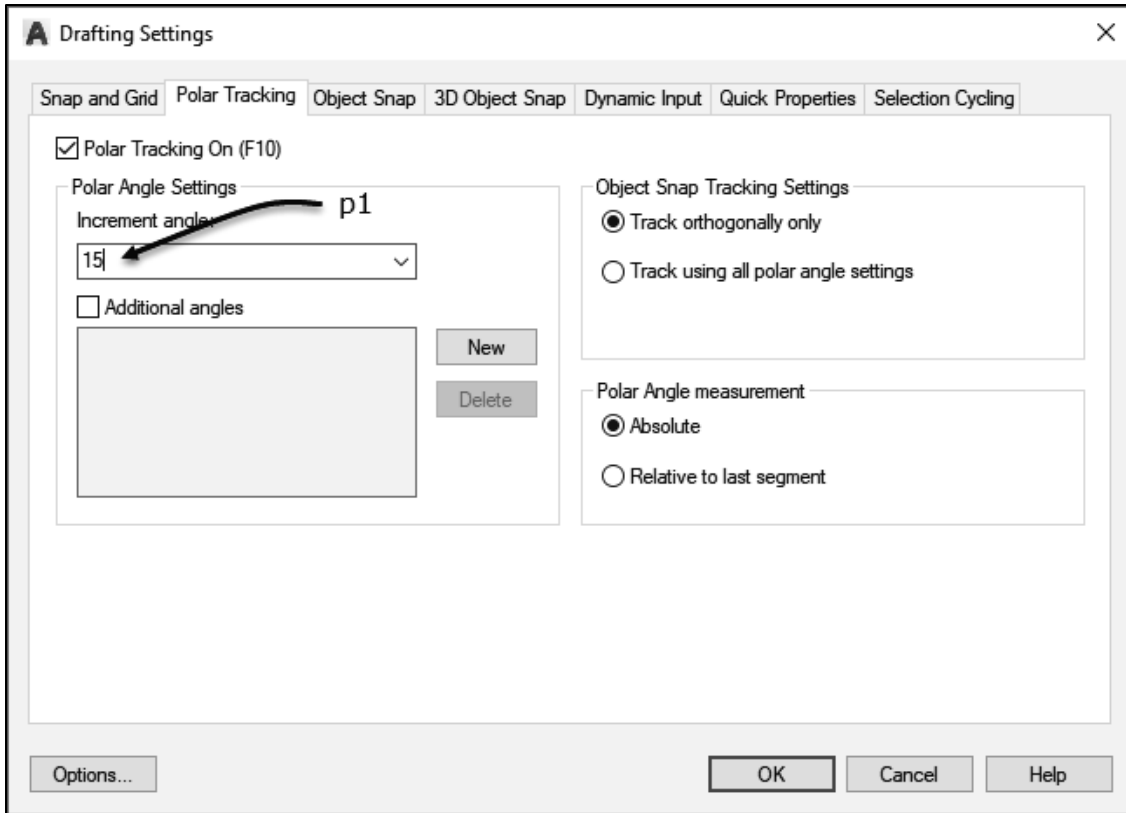 Drafting Settings
Snap and Grid Polar Tracking Object Snap 3D Object Snap Dynamic Input Quick Properties Selection Cycling
Polar Tracking On (F10)
Polar Angle Settings
Increment angle:
p1
15
Additional angles
New
Delete
Object Snap Tracking Settings
Track orthogonally only
Track using all polar angle settings
Polar Angle measurement
Absolute
Relative to last segment
Options... OK Cancel Help